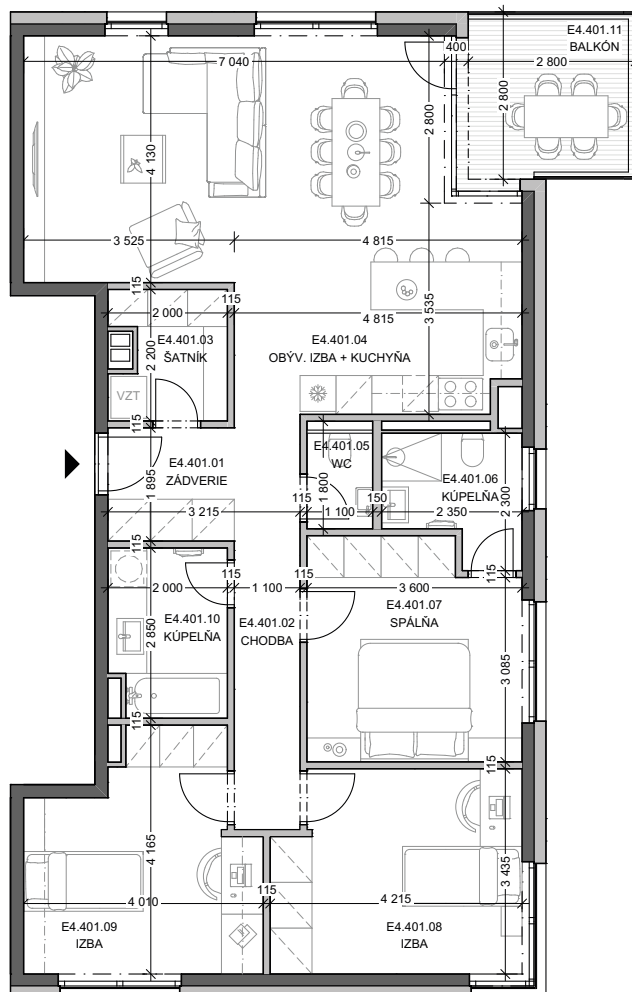 E4.401.11
BALKÓN
400
2 800
7 040
2 800
2 800
4 130
3 525
4 815
115
115
2 000
4 815
3 535
E4.401.03
ŠATNÍK
2 200
E4.401.04
OBÝV. IZBA + KUCHYŇA
VZT
115
E4.401.01
ZÁDVERIE
1 895
3 215
E4.401.05
WC
1 800
115
1 100
150
E4.401.06
KÚPEĽŇA
2 350
2 300
115
115
115
115
2 000
1 100
3 600
E4.401.10
KÚPEĽŇA
2 850
E4.401.02
CHODBA
E4.401.07
SPÁLŇA
3 085
115
115
4 165
4 010
115
4 215
3 435
E4.401.09
IZBA
E4.401.08
IZBA